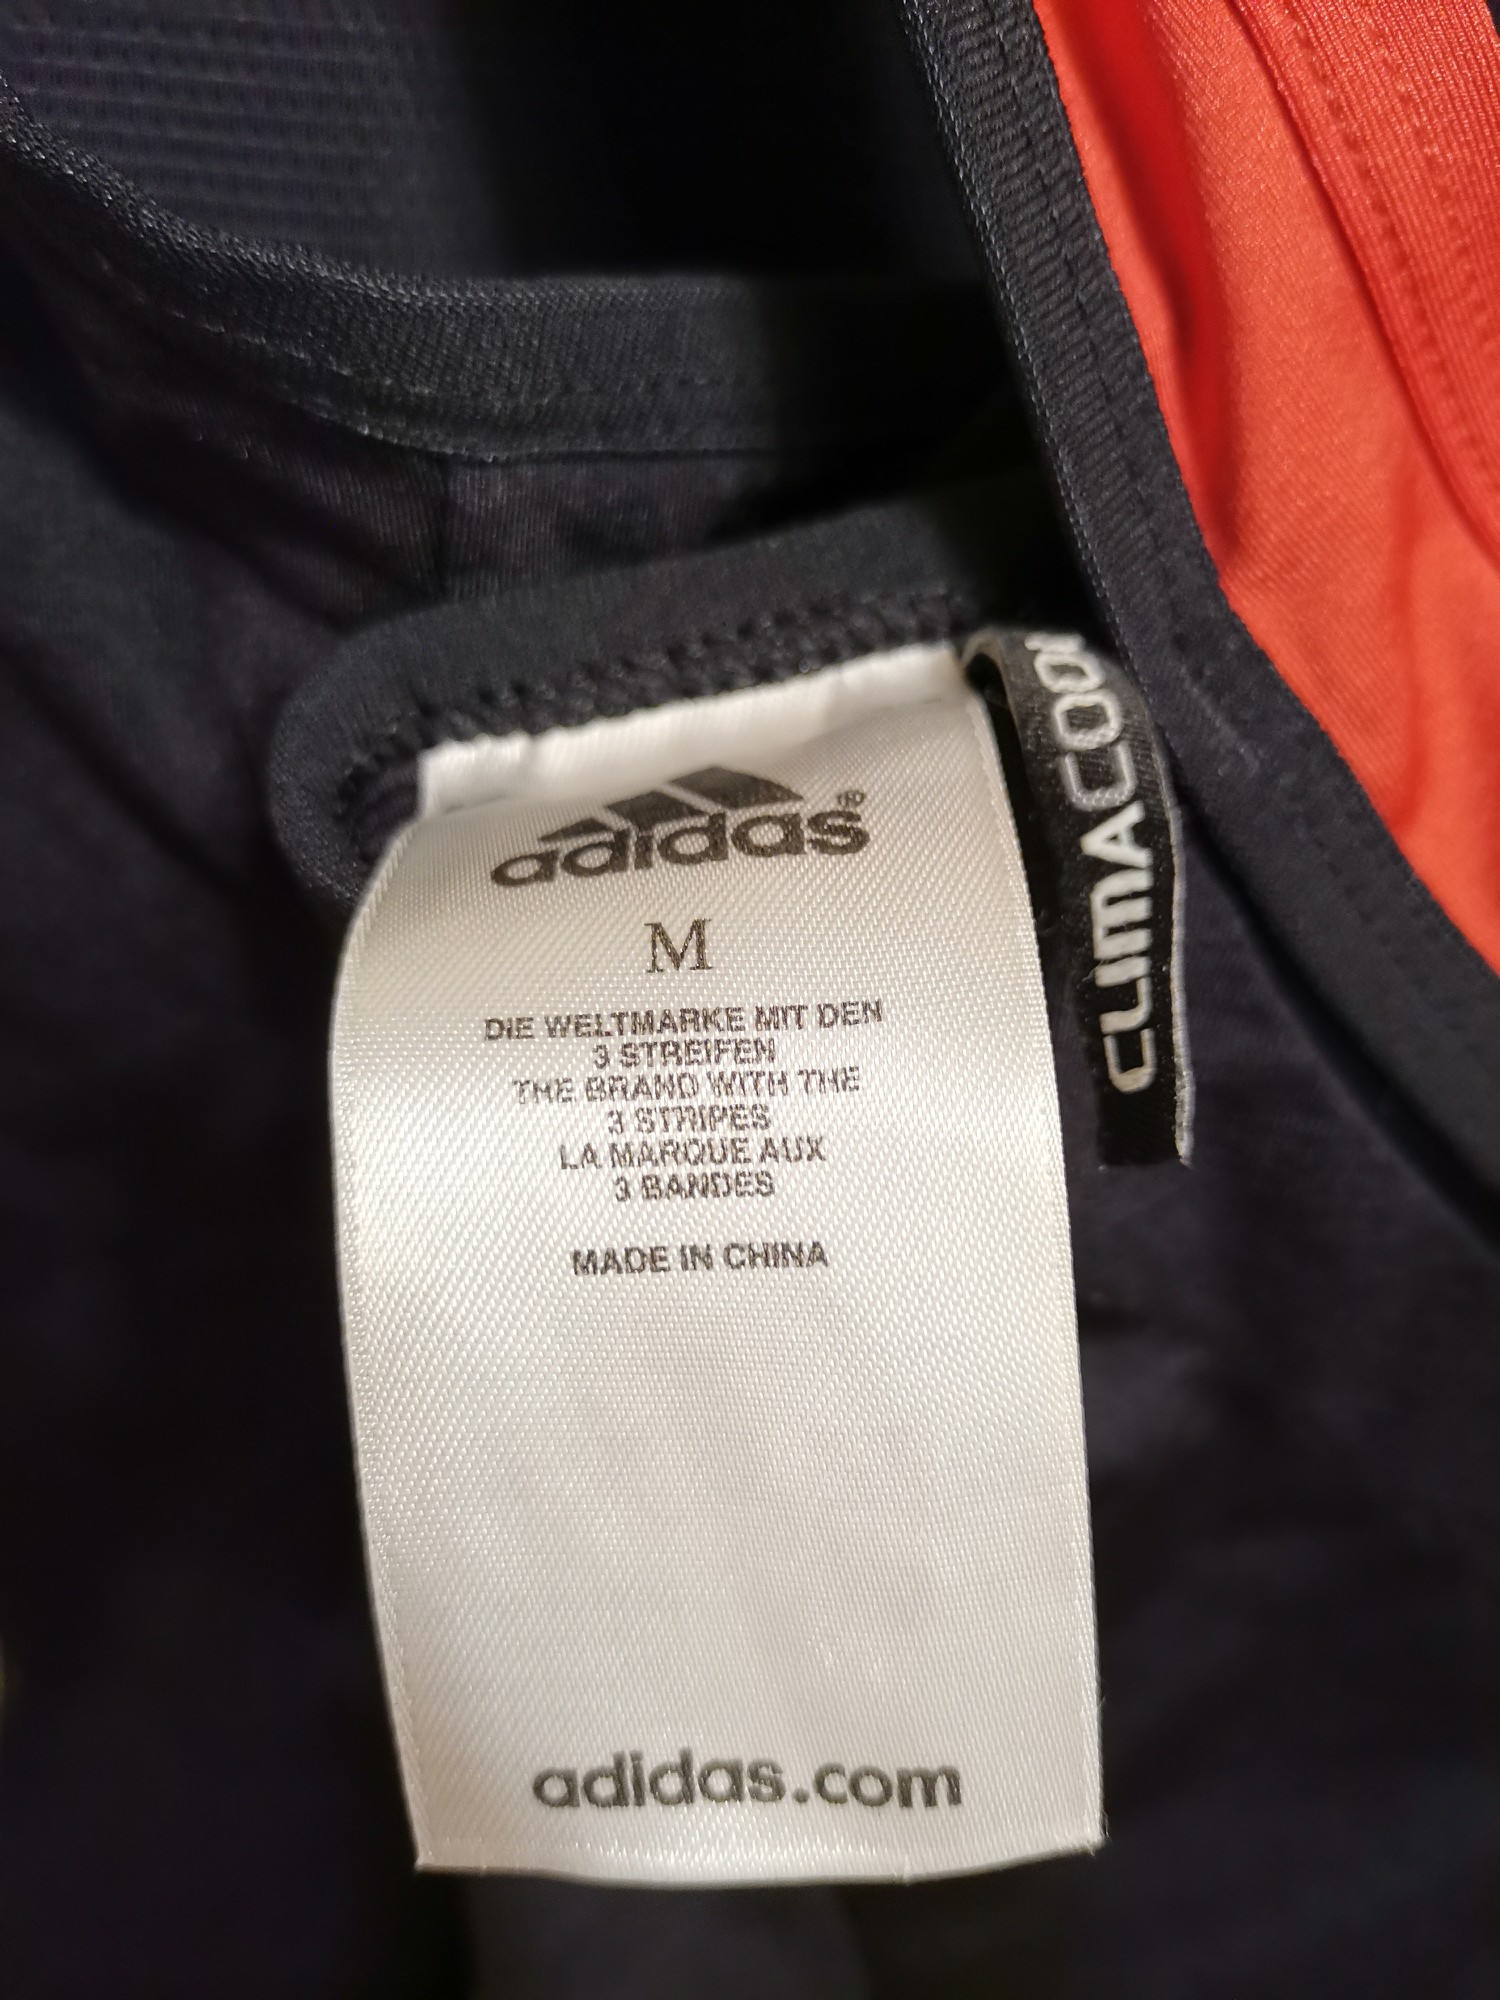 adidas®
M
DIE WELTMARKE MIT DEN
3 STREIFEN
THE BRAND WITH THE
3 STRIPES
LA MARQUE AUX
3 BANDES
MADE IN CHINA
adidas.com
CLIMACOOL